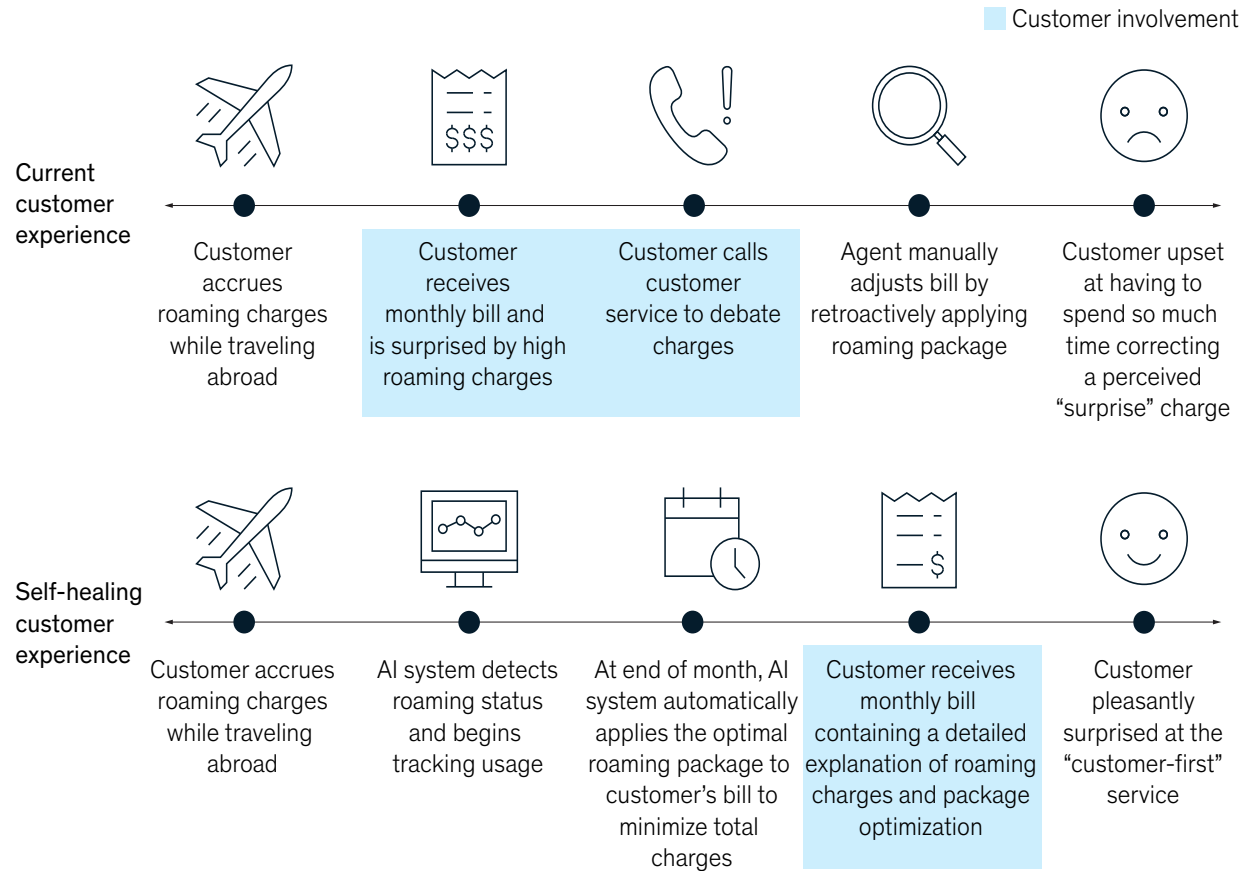 Customer involvement
$$$
Current
customer
experience
Customer
accrues
roaming charges
while traveling
abroad
Customer
receives
monthly bill and
is surprised by high
roaming charges
Customer calls
customer
service to debate
charges
Agent manually
adjusts bill by
retroactively applying
roaming package
Customer upset
at having to
spend so much
time correcting
a perceived
“surprise” charge
$
Self-healing
customer
experience
Customer accrues
roaming charges
while traveling
abroad
AI system detects
roaming status
and begins
tracking usage
At end of month, AI
system automatically
applies the optimal
roaming package to
customer’s bill to
minimize total
charges
Customer receives
monthly bill
containing a detailed
explanation of roaming
charges and package
optimization
Customer
pleasantly
surprised at the
“customer-first”
service